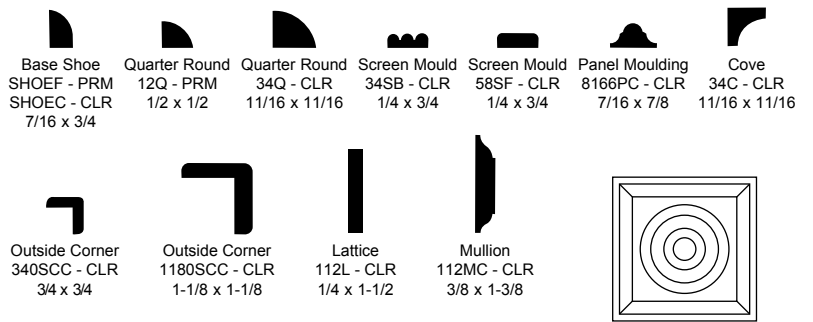 Base Shoe
SHOEF - PRM
SHOEC - CLR
7/16 x 3/4
Quarter Round
12Q - PRM
1/2 x 1/2
Quarter Round
34Q - CLR
11/16 x 11/16
Screen Mould
34SB - CLR
1/4 x 3/4
Screen Mould
58SF - CLR
1/4 x 3/4
Panel Moulding
8166PC - CLR
7/16 x 7/8
Cove
34C - CLR
11/16 x 11/16
Outside Corner
340SCC - CLR
3/4 x 3/4
Outside Corner
1180SCC - CLR
1-1/8 x 1-1/8
Lattice
112L - CLR
1/4 x 1-1/2
Mullion
112MC - CLR
3/8 x 1-3/8